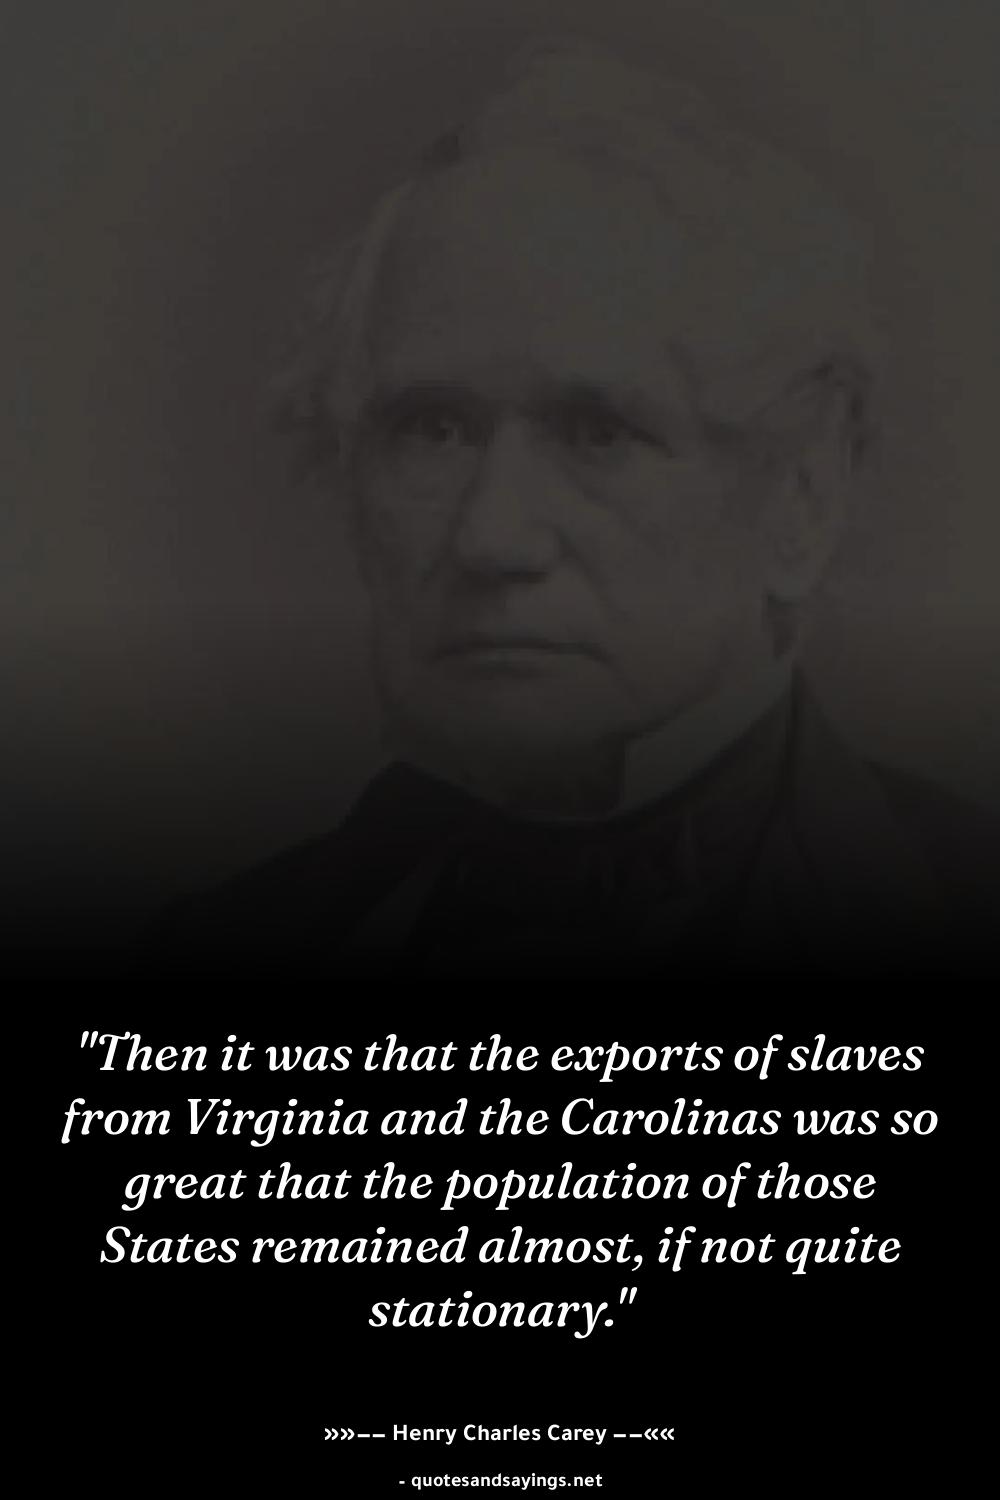 "Then it was that the exports of slaves
from Virginia and the Carolinas was so
great that the population of those
States remained almost, if not quite
stationary."
»»−− Henry Charles Carey −−««
- quotesandsayings.net